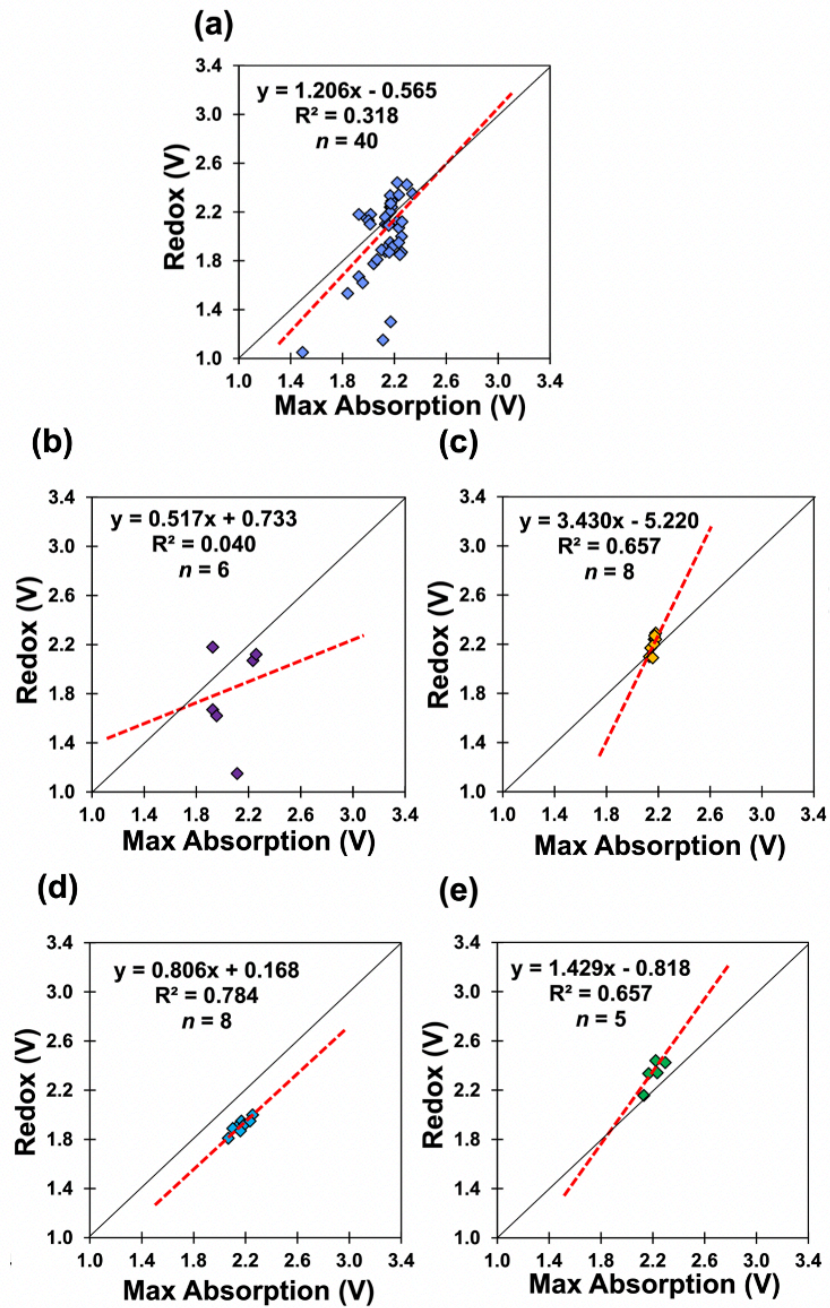 (a)
3.4
3.0
2.6
2.2
1.8
1.4
1.0
Redox (V)
y = 1.206x - 0.565
R² = 0.318
n = 40
1.0 1.4 1.8 2.2 2.6 3.0 3.4
Max Absorption (V)
(b)
3.4
3.0
2.6
2.2
1.8
1.4
1.0
Redox (V)
y = 0.517x + 0.733
R² = 0.040
n = 6
1.0 1.4 1.8 2.2 2.6 3.0 3.4
Max Absorption (V)
(c)
3.4
3.0
2.6
2.2
1.8
1.4
1.0
Redox (V)
y = 3.430x - 5.220
R² = 0.657
n = 8
1.0 1.4 1.8 2.2 2.6 3.0 3.4
Max Absorption (V)
(d)
3.4
3.0
2.6
2.2
1.8
1.4
1.0
Redox (V)
y = 0.806x + 0.168
R² = 0.784
n = 8
1.0 1.4 1.8 2.2 2.6 3.0 3.4
Max Absorption (V)
(e)
3.4
3.0
2.6
2.2
1.8
1.4
1.0
Redox (V)
y = 1.429x - 0.818
R² = 0.657
n = 5
1.0 1.4 1.8 2.2 2.6 3.0 3.4
Max Absorption (V)